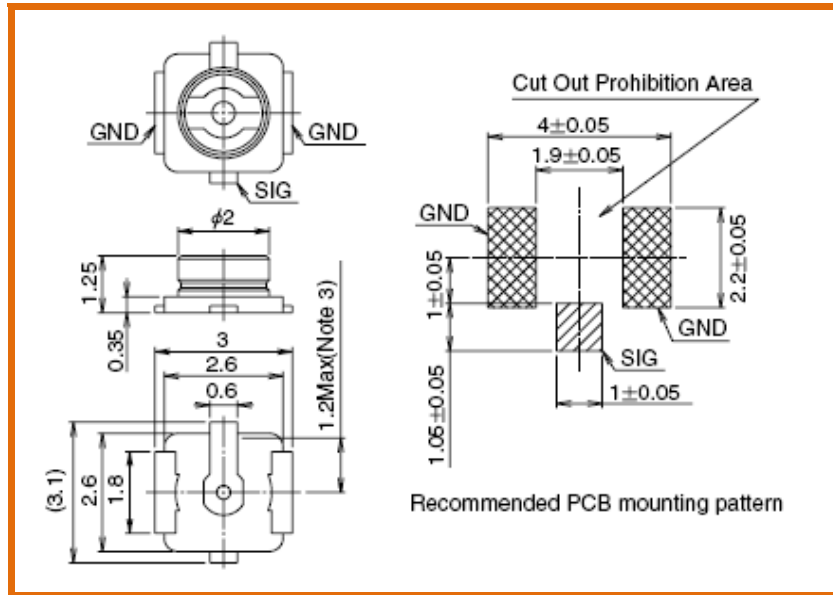 GND
GND
SIG
ϕ2
1.25
0.35
3
2.6
0.6
1.2Max(Note 3)
(3.1)
2.6
1.8
Cut Out Prohibition Area
4±0.05
1.9±0.05
GND
1±0.05
2.2±0.05
GND
SIG
1.05±0.05
1±0.05
Recommended PCB mounting pattern